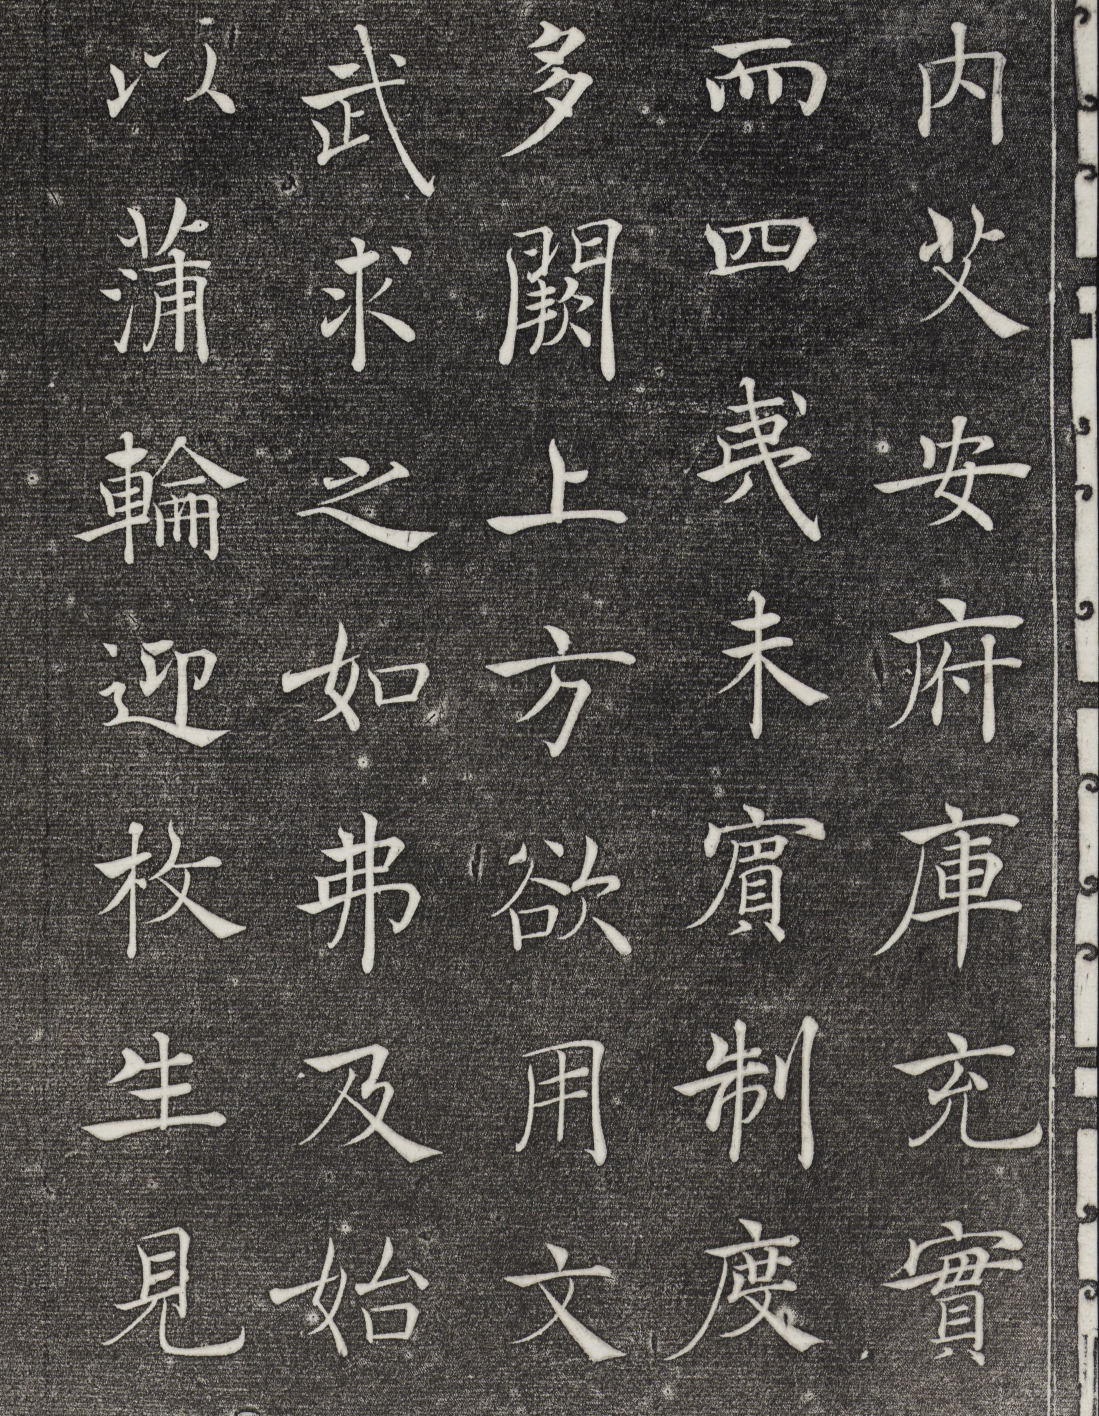 内艾安府庫充實
而四夷未賓制度
多闕上方欲用文
武求之如弗及始
以蒲輪迎枚生見